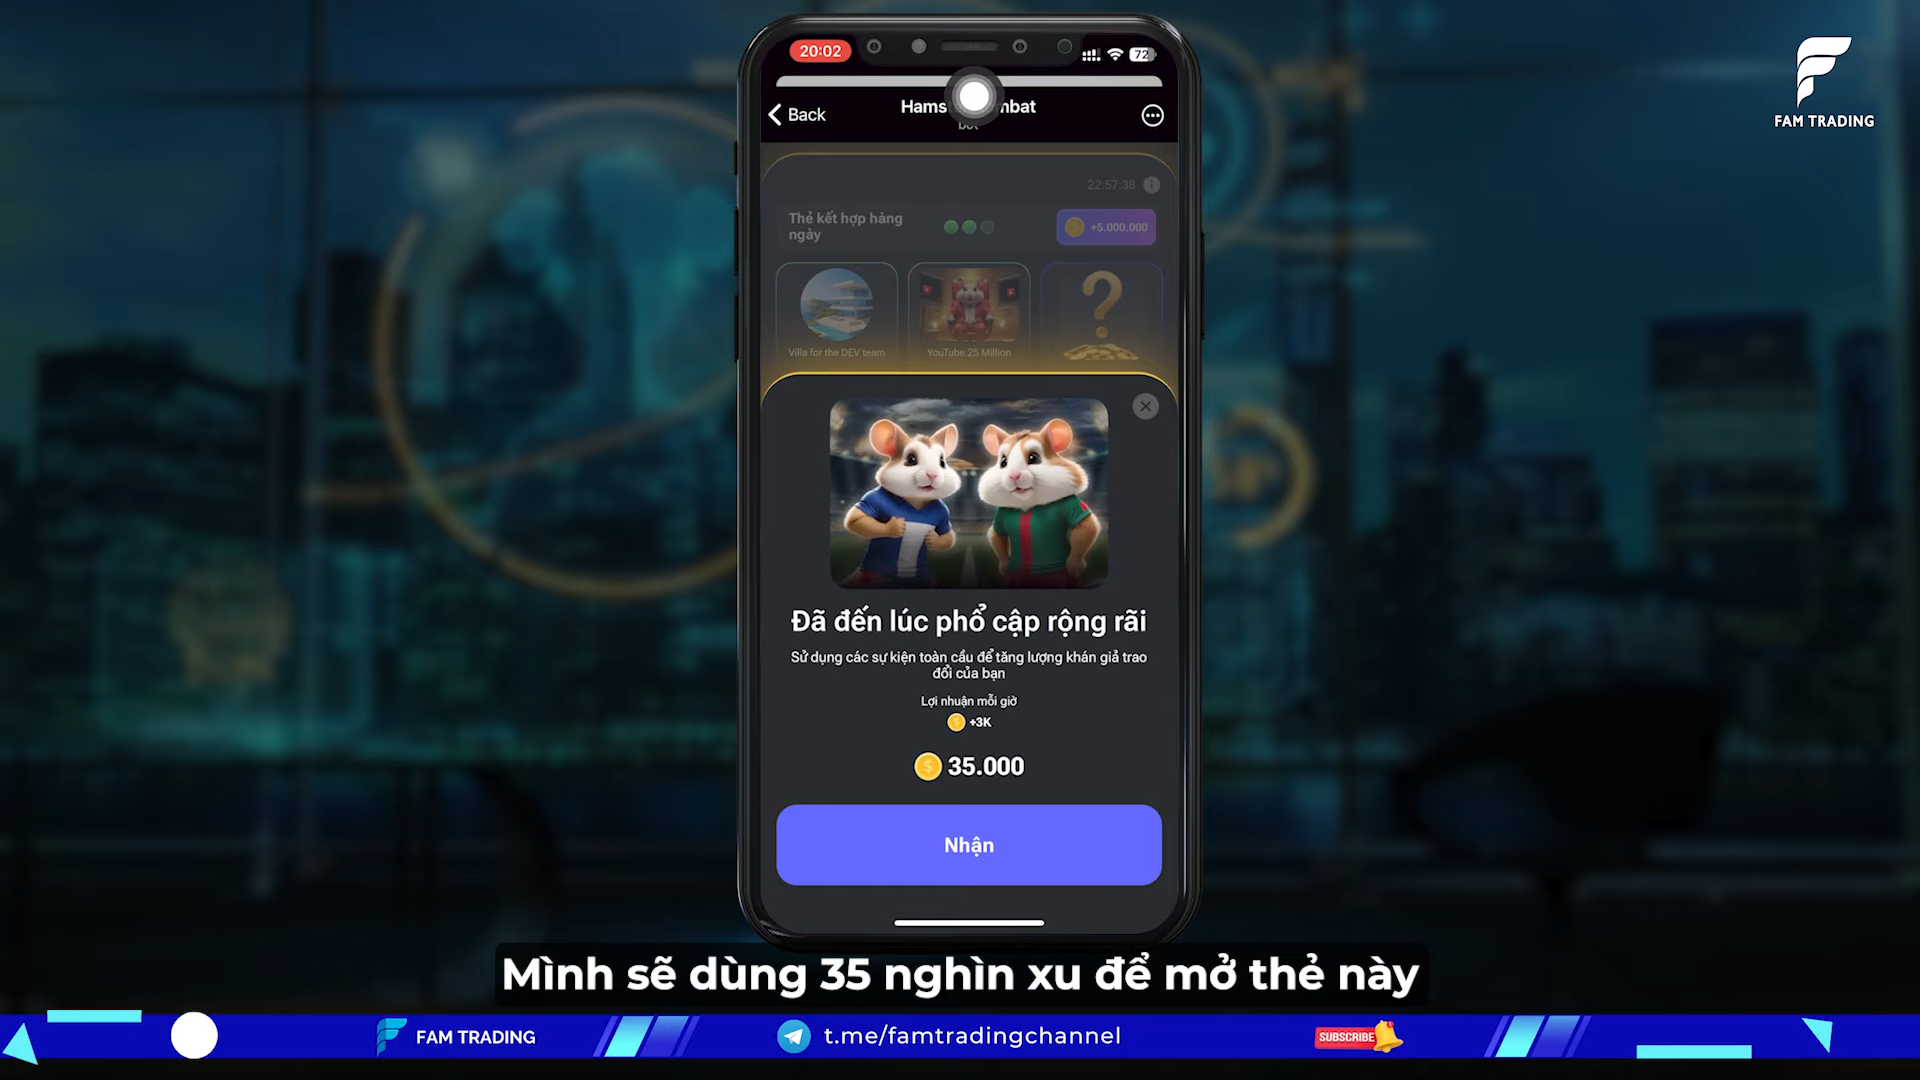 20:02
72
Back
Hams
nbat
bot
FAM TRADING
22:57:38
Thẻ kết hợp hàng
ngày
+5.000.000
Villa for the DEV team
YouTube 25 Million
Đã đến lúc phổ cập rộng rãi
Sử dụng các sự kiện toàn cầu để tăng lượng khán giả trao
đổi của bạn
Lợi nhuận mỗi giờ
+3K
35.000
Nhận
Mình sẽ dùng 35 nghìn xu để mở thẻ này
FAM TRADING
t.me/famtradingchannel
SUBSCRIBE